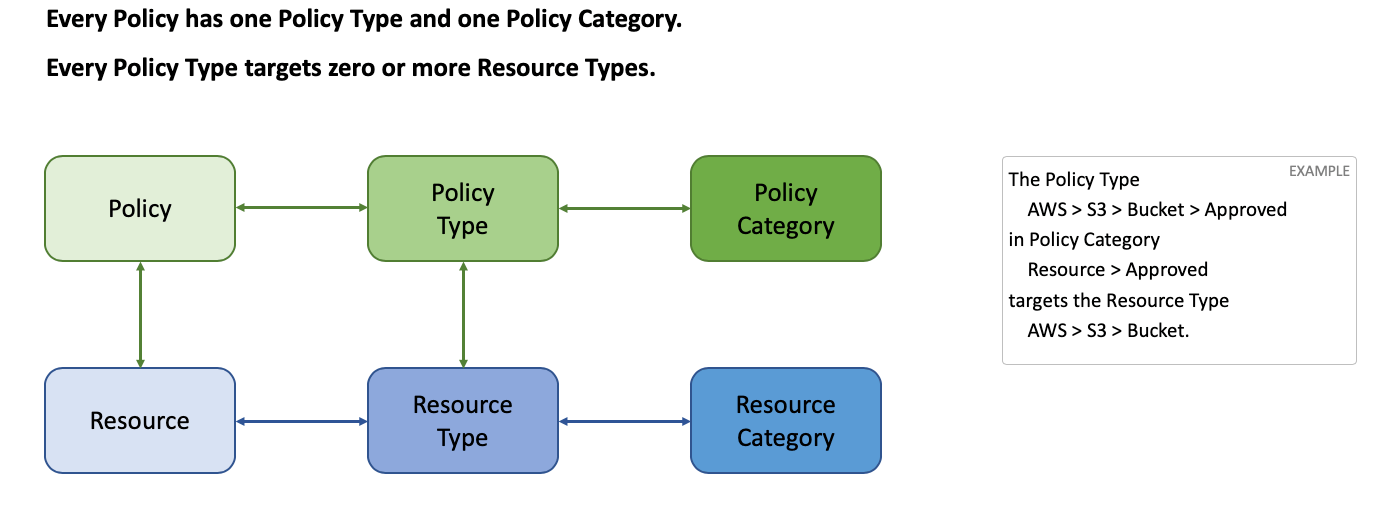 Every Policy has one Policy Type and one Policy Category.
Every Policy Type targets zero or more Resource Types.
Policy
Policy
Type
Policy
Category
EXAMPLE
The Policy Type
AWS > S3 > Bucket > Approved
in Policy Category
Resource > Approved
targets the Resource Type
AWS > S3 > Bucket.
Resource
Resource
Type
Resource
Category